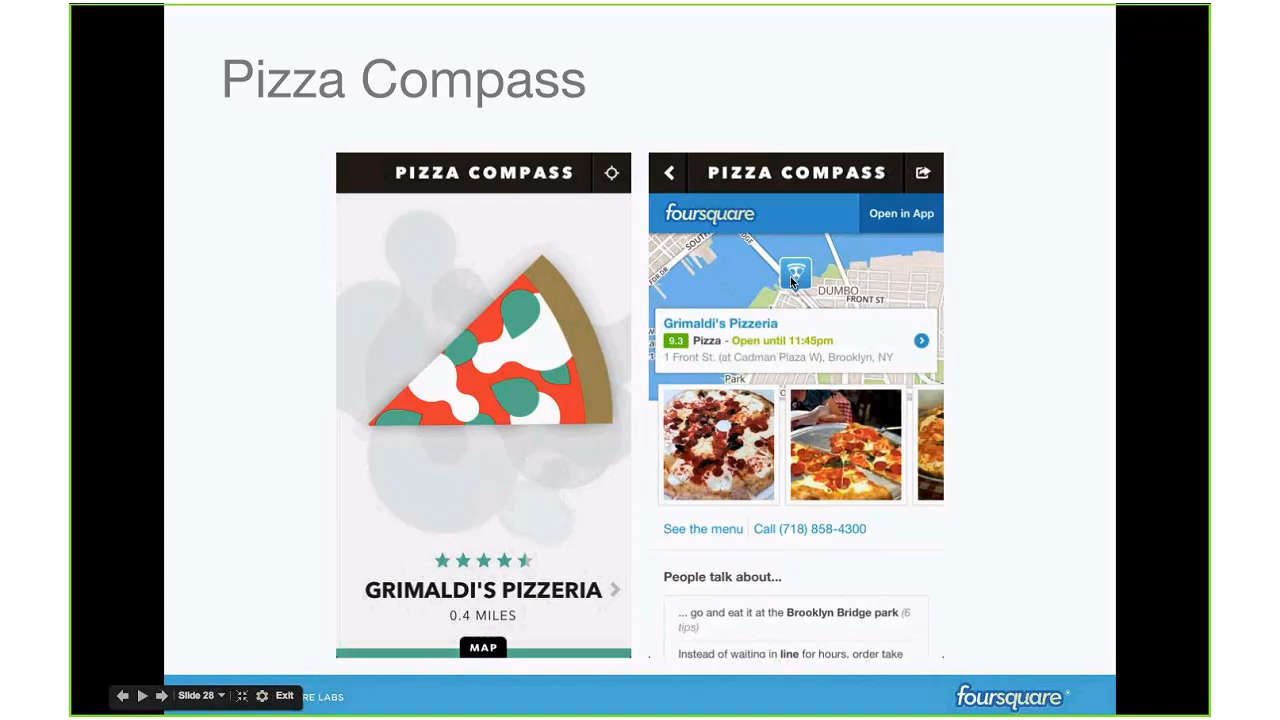 Pizza Compass
PIZZA COMPASS
GRIMALDI'S PIZZERIA
0.4 MILES
MAP
PIZZA COMPASS
foursquare
Open in App
SOUTH
FDR DR
DUMBO
FRONT ST
Grimaldi's Pizzeria
9.3 Pizza - Open until 11:45pm
1 Front St. (at Cadman Plaza W), Brooklyn, NY
Park
See the menu
Call (718) 858-4300
People talk about...
... go and eat it at the Brooklyn Bridge park (6
tips)
Instead of waiting in line for hours, order take
Slide 28
Exit
RE LABS
foursquare®